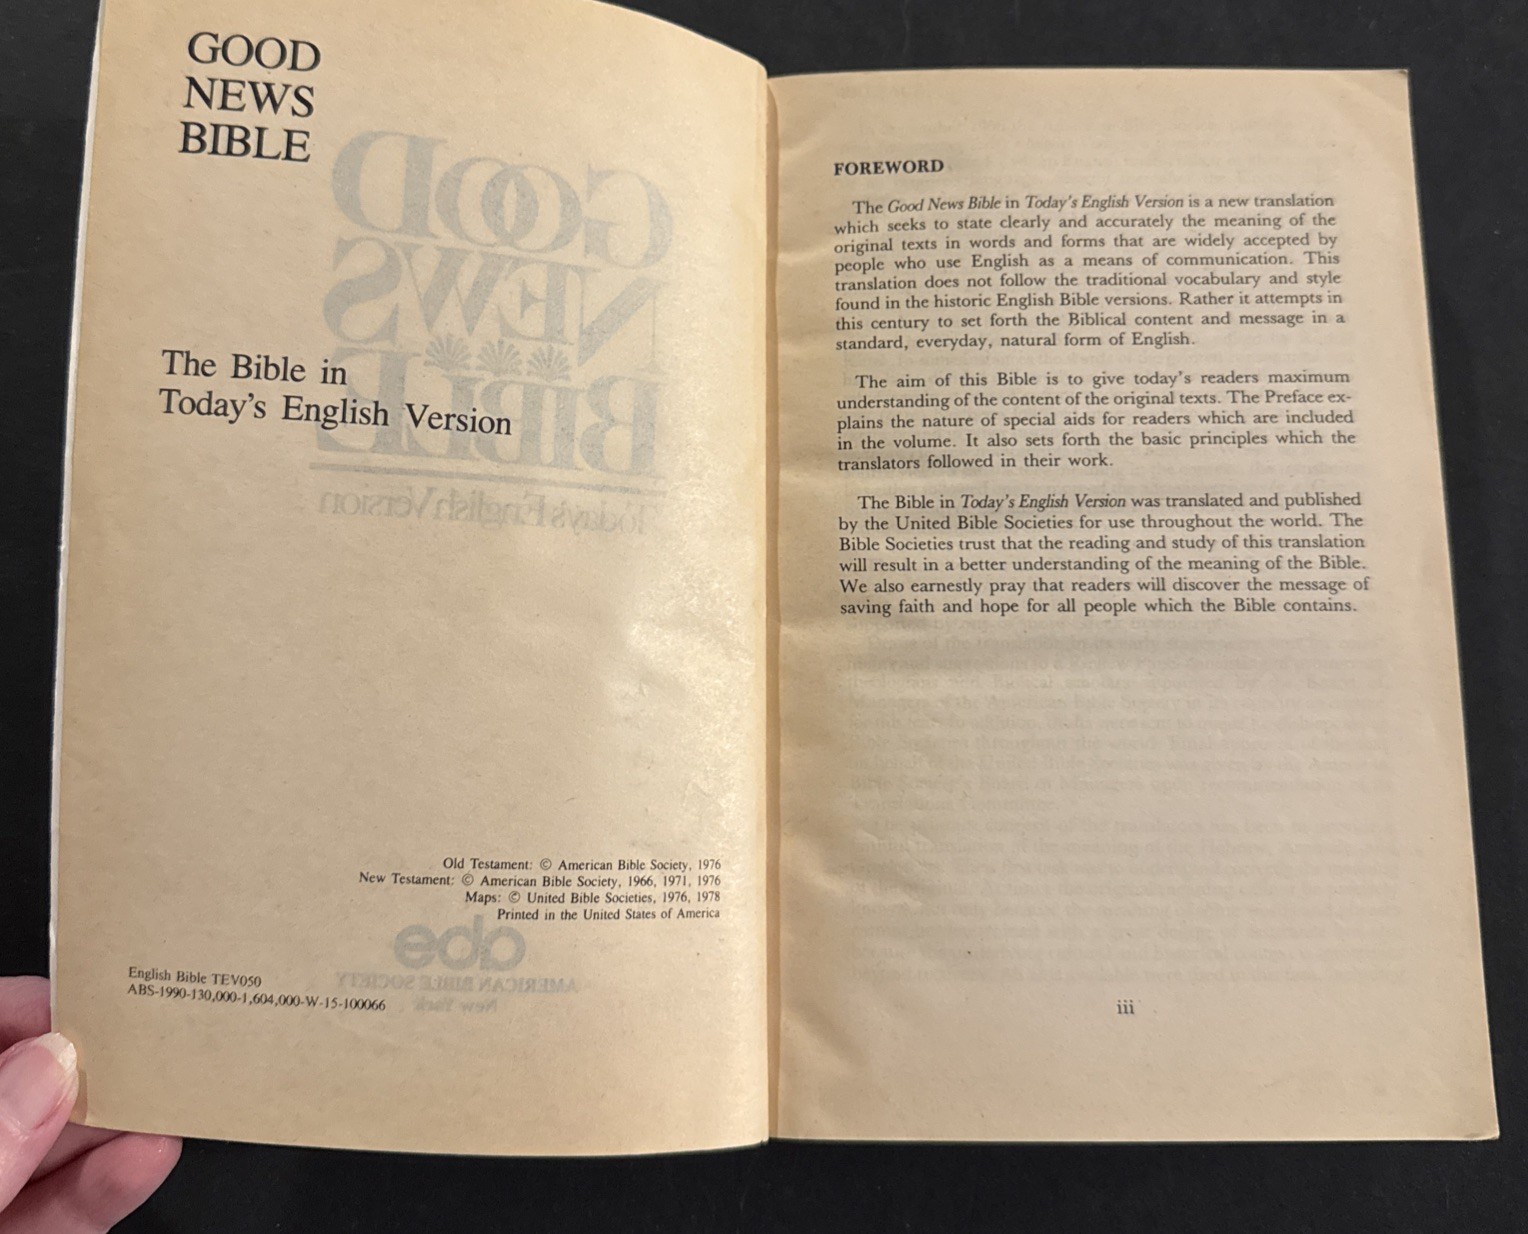 GOOD
NEWS
BIBLE
The Bible in
Today's English Version
Old Testament: © American Bible Society, 1976
New Testament: © American Bible Society, 1966, 1971, 1976
Maps: © United Bible Societies, 1976, 1978
Printed in the United States of America
English Bible TEV050
ABS-1990-130,000-1,604,000-W-15-100066
GOOD
NEWS
BIBLE
Today's English Version
abs
AMERICAN BIBLE SOCIETY
New York
FOREWORD
The Good News Bible in Today's English Version is a new translation
which seeks to state clearly and accurately the meaning of the
original texts in words and forms that are widely accepted by
people who use English as a means of communication. This
translation does not follow the traditional vocabulary and style
found in the historic English Bible versions. Rather it attempts in
this century to set forth the Biblical content and message in a
standard, everyday, natural form of English.
The aim of this Bible is to give today's readers maximum
understanding of the content of the original texts. The Preface ex-
plains the nature of special aids for readers which are included
in the volume. It also sets forth the basic principles which the
translators followed in their work.
The Bible in Today's English Version was translated and published
by the United Bible Societies for use throughout the world. The
Bible Societies trust that the reading and study of this translation
will result in a better understanding of the meaning of the Bible.
We also earnestly pray that readers will discover the message of
saving faith and hope for all people which the Bible contains.
iii